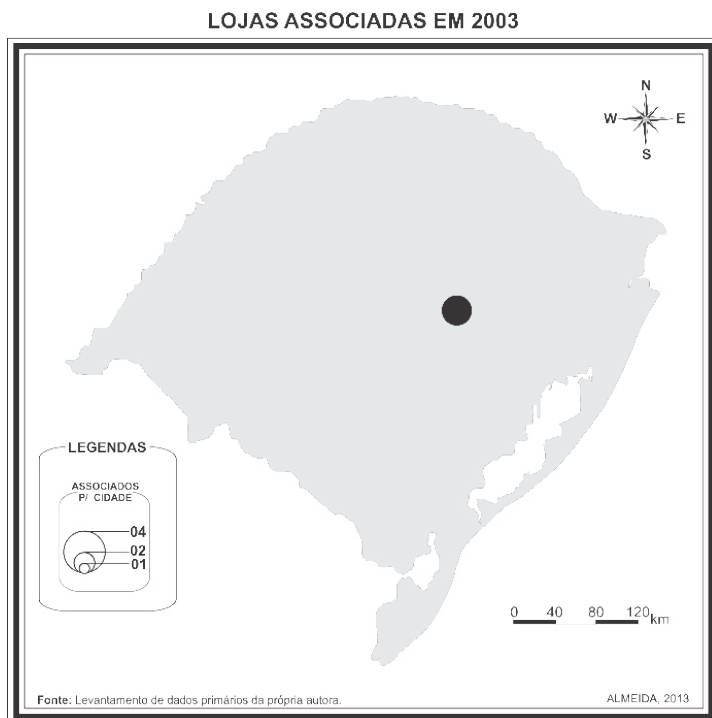 LOJAS ASSOCIADAS EM 2003
N
W E
S
LEGENDAS
ASSOCIADOS
P/ CIDADE
04
02
01
0 40 80 120 km
Fonte: Levantamento de dados primários da própria autora.
ALMEIDA, 2013